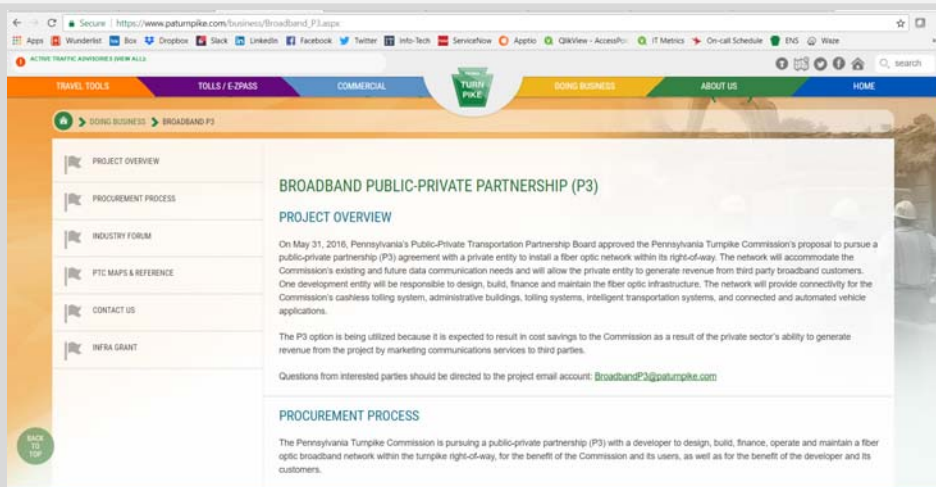 Secure | https://www.paturnpike.com/business/Broadband_P3.aspx
Apps Wunderlist Box Dropbox Slack LinkedIn Facebook Twitter Info-Tech ServiceNow Apptio QlikView - AccessPoi IT Metrics On-call Schedule ENS Waze
ACTIVE TRAFFIC ADVISORIES (VIEW ALL):
search
TRAVEL TOOLS TOLLS / E-ZPASS COMMERCIAL PENNA TURN PIKE DOING BUSINESS ABOUT US HOME
DOING BUSINESS BROADBAND P3
PROJECT OVERVIEW
PROCUREMENT PROCESS
INDUSTRY FORUM
PTC MAPS & REFERENCE
CONTACT US
INFRA GRANT
BROADBAND PUBLIC-PRIVATE PARTNERSHIP (P3)
PROJECT OVERVIEW
On May 31, 2016, Pennsylvania's Public-Private Transportation Partnership Board approved the Pennsylvania Turnpike Commission's proposal to pursue a
public-private partnership (P3) agreement with a private entity to install a fiber optic network within its right-of-way. The network will accommodate the
Commission's existing and future data communication needs and will allow the private entity to generate revenue from third party broadband customers.
One development entity will be responsible to design, build, finance and maintain the fiber optic infrastructure. The network will provide connectivity for the
Commission's cashless tolling system, administrative buildings, tolling systems, intelligent transportation systems, and connected and automated vehicle
applications.
The P3 option is being utilized because it is expected to result in cost savings to the Commission as a result of the private sector's ability to generate
revenue from the project by marketing communications services to third parties.
Questions from interested parties should be directed to the project email account: BroadbandP3@paturnpike.com
PROCUREMENT PROCESS
The Pennsylvania Turnpike Commission is pursuing a public-private partnership (P3) with a developer to design, build, finance, operate and maintain a fiber
optic broadband network within the turnpike right-of-way, for the benefit of the Commission and its users, as well as for the benefit of the developer and its
customers.
BACK
TO
TOP